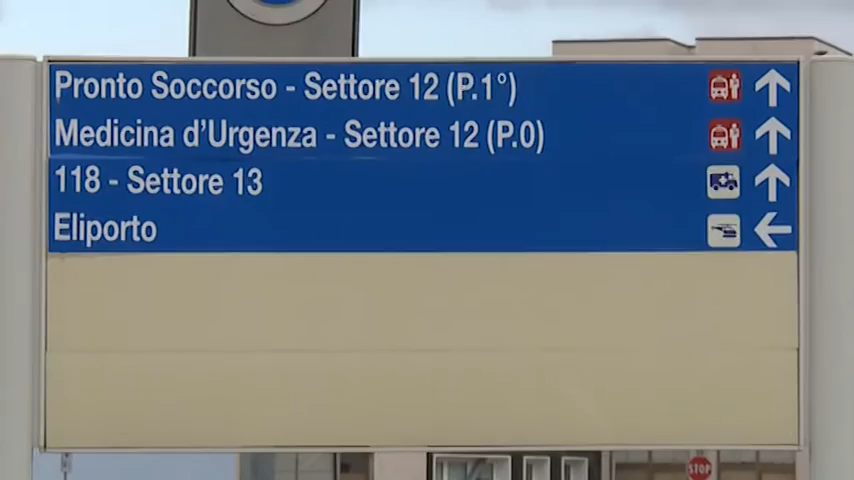 Pronto Soccorso - Settore 12 (P.1°)
Medicina d'Urgenza - Settore 12 (P.0)
118 - Settore 13
Eliporto
STOP